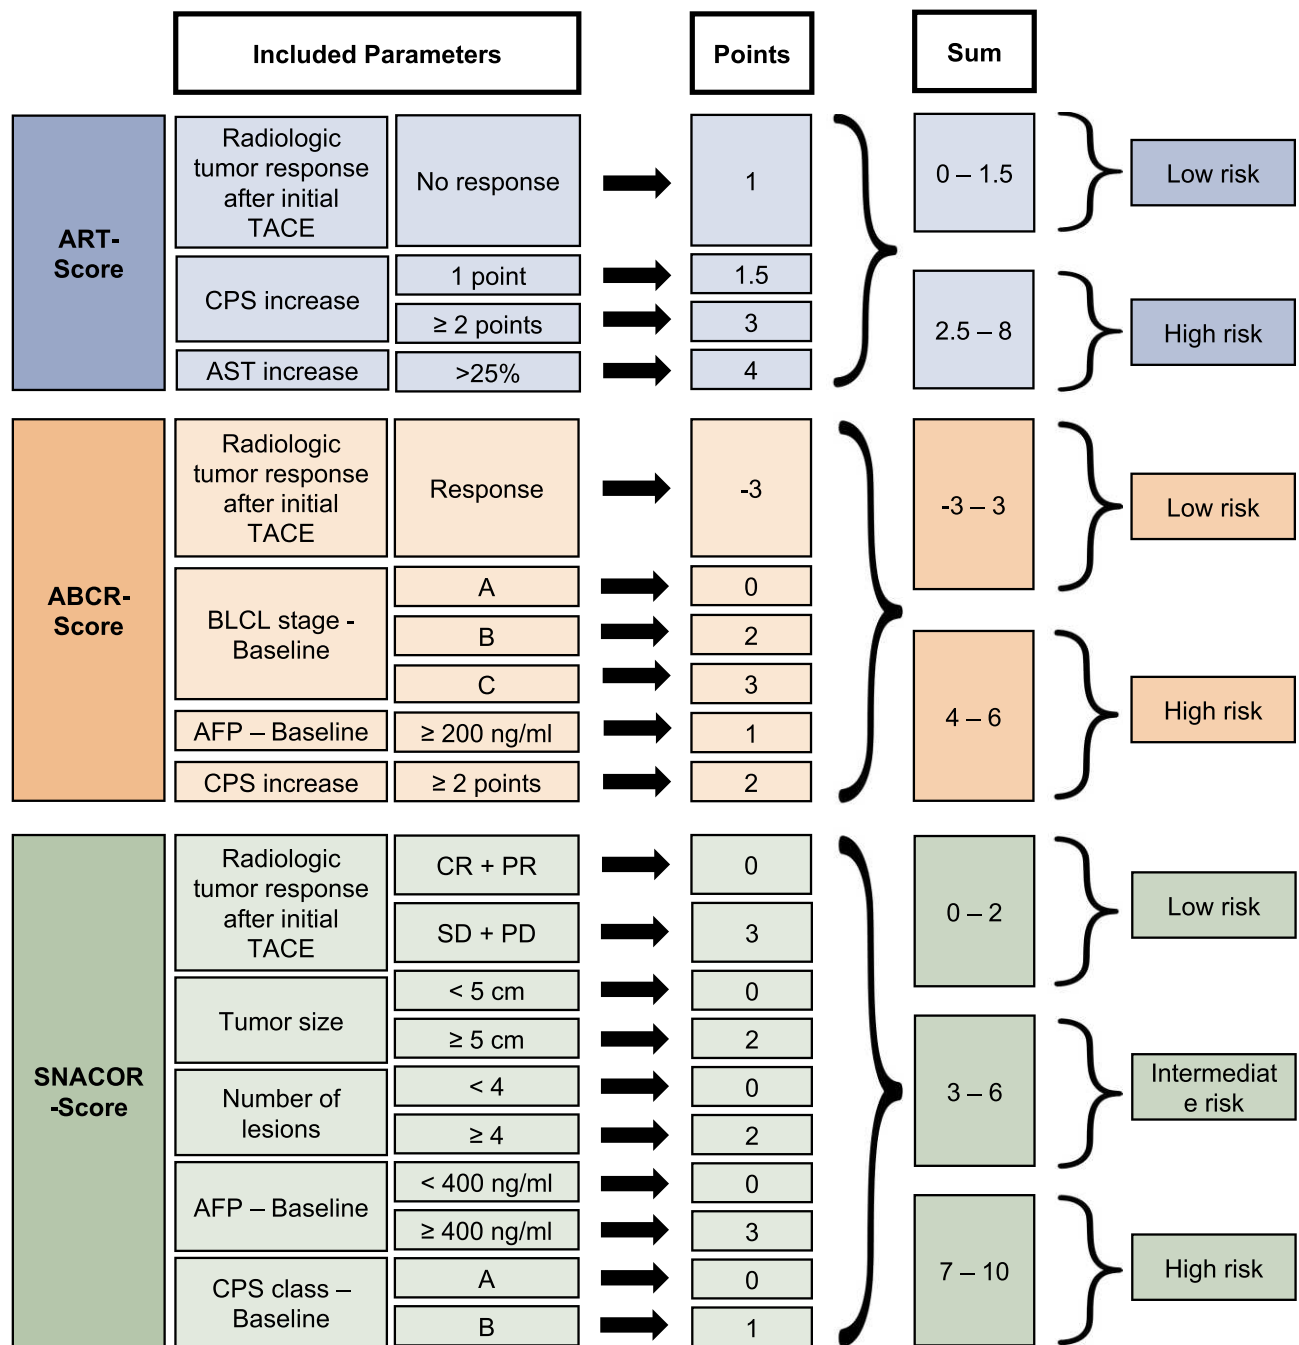 Included Parameters
Points
Sum
ART-
Score
Radiologic
tumor response
after initial
TACE
No response
1
CPS increase
1 point
1.5
≥ 2 points
3
AST increase
>25%
4
0 – 1.5
Low risk
2.5 – 8
High risk
ABCR-
Score
Radiologic
tumor response
after initial
TACE
Response
-3
BLCL stage -
Baseline
A
0
B
2
C
3
AFP – Baseline
≥ 200 ng/ml
1
CPS increase
≥ 2 points
2
-3 – 3
Low risk
4 – 6
High risk
SNACOR
-Score
Radiologic
tumor response
after initial
TACE
CR + PR
0
SD + PD
3
Tumor size
< 5 cm
0
≥ 5 cm
2
Number of
lesions
< 4
0
≥ 4
2
AFP – Baseline
< 400 ng/ml
0
≥ 400 ng/ml
3
CPS class –
Baseline
A
0
B
1
0 – 2
Low risk
3 – 6
Intermediat
e risk
7 – 10
High risk